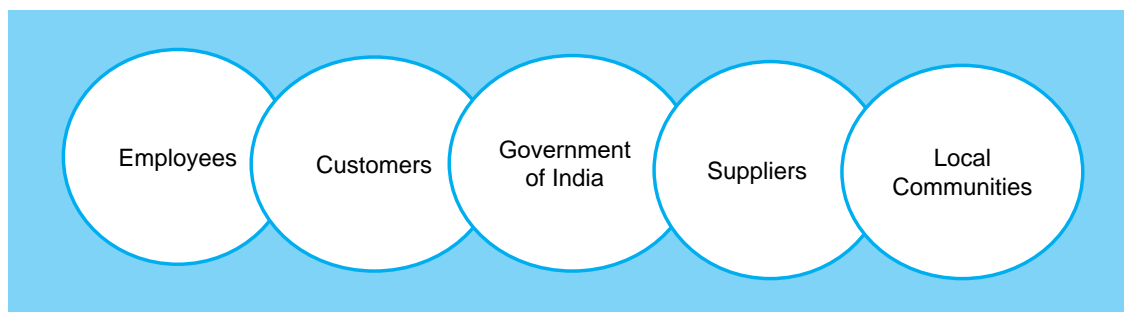 Employees
Customers
Government
of India
Suppliers
Local
Communities